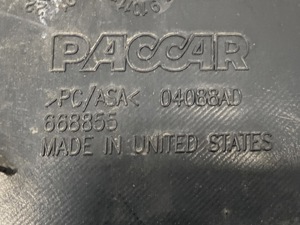 PACCAR
>PC/ASA< 04088AD
668855
MADE IN UNITED STATES